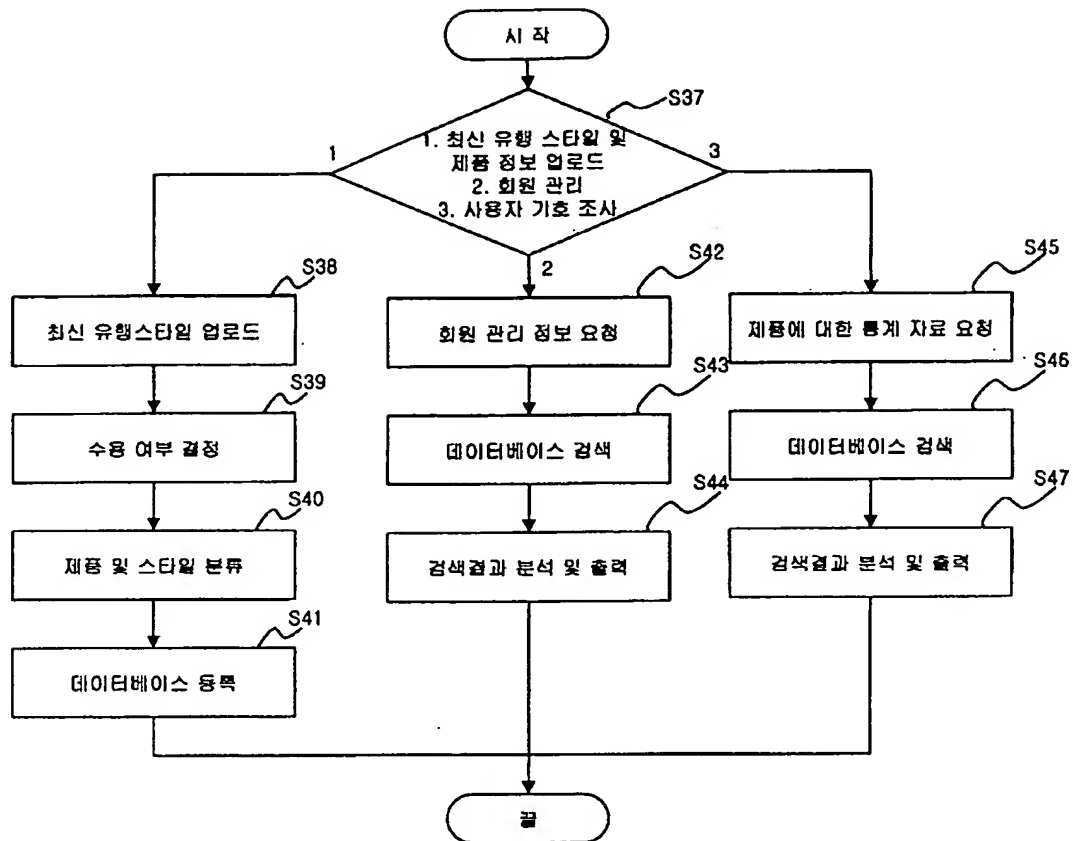 시 작
S37
1. 최신 유행 스타일 및
제품 정보 업로드
2. 회원 관리
3. 사용자 기호 조사
1
3
2
S38
최신 유행스타일 업로드
S42
회원 관리 정보 요청
S45
제품에 대한 통계 자료 요청
S39
수용 여부 결정
S43
데이터베이스 검색
S46
데이터베이스 검색
S40
제품 및 스타일 분류
S44
검색결과 분석 및 출력
S47
검색결과 분석 및 출력
S41
데이터베이스 등록
끝